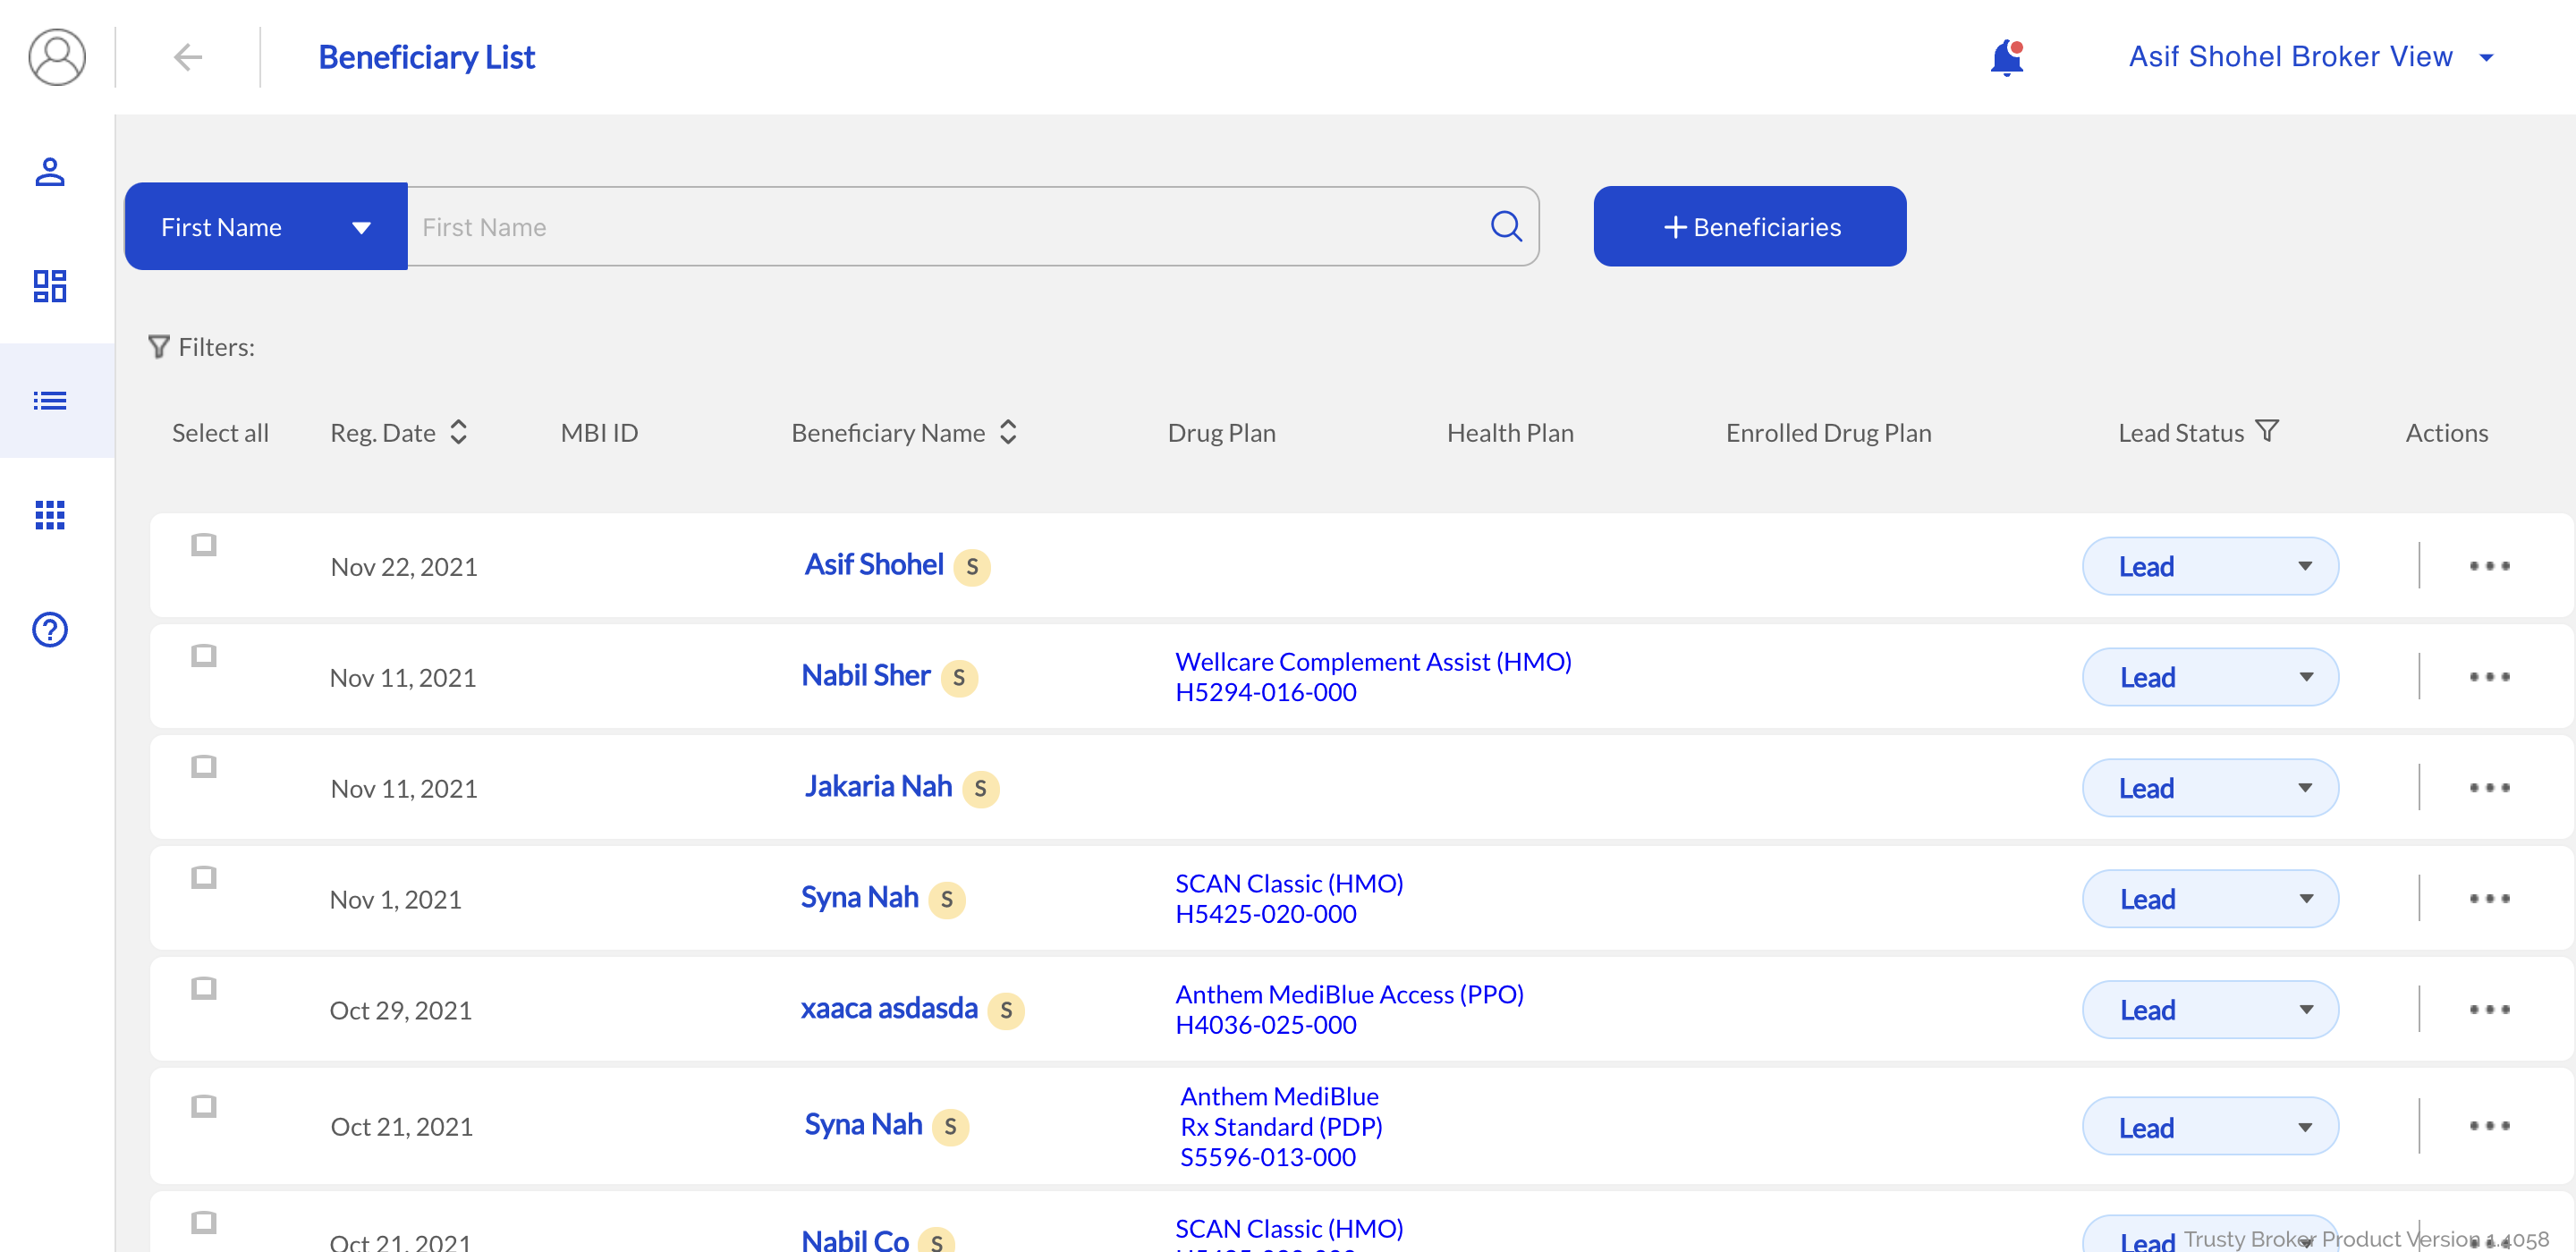 Beneficiary List
Asif Shohel Broker View
First Name
First Name
+ Beneficiaries
Filters:
Select all Reg. Date MBI ID Beneficiary Name Drug Plan Health Plan Enrolled Drug Plan Lead Status Actions
Nov 22, 2021 Asif Shohel S Lead
Nov 11, 2021 Nabil Sher S Wellcare Complement Assist (HMO) Lead
H5294-016-000
Nov 11, 2021 Jakaria Nah S Lead
Nov 1, 2021 Syna Nah S SCAN Classic (HMO) Lead
H5425-020-000
Oct 29, 2021 xaaca asdasda S Anthem MediBlue Access (PPO) Lead
H4036-025-000
Anthem MediBlue
Oct 21, 2021 Syna Nah S Rx Standard (PDP) Lead
S5596-013-000
Oct 21, 2021 Nabil Co S SCAN Classic (HMO) Lead
Trusty Broker Product Version 1.4058